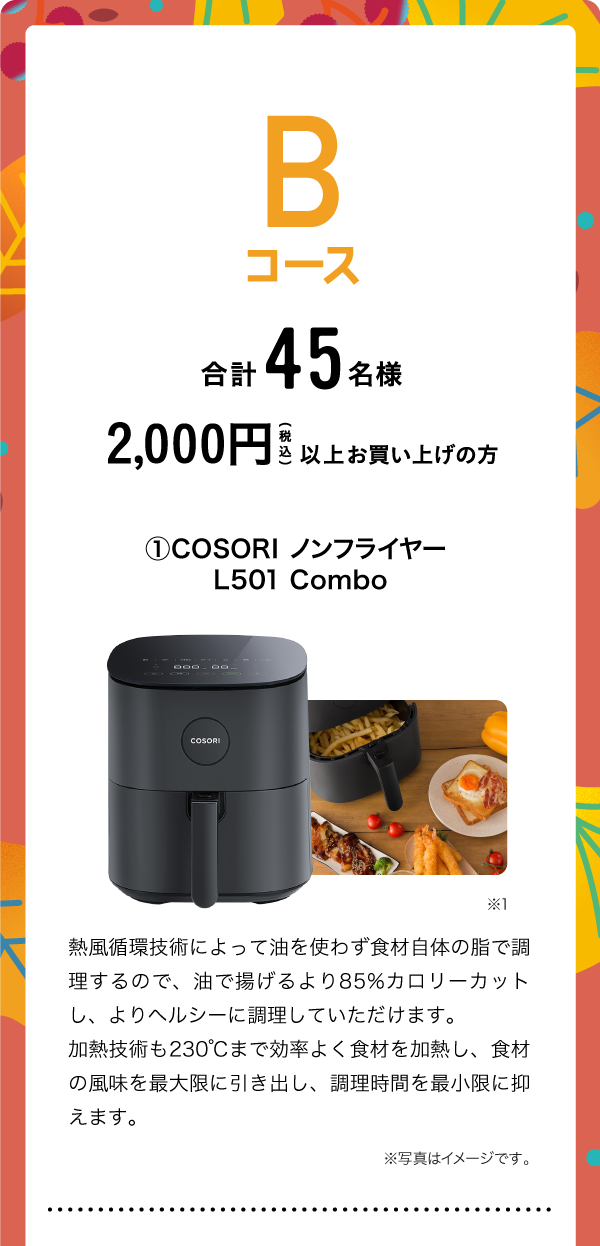 B
コース
合計45名様
2,000円(税込)以上お買い上げの方
①COSORI ノンフライヤー
L501 Combo
COSORI
※1
熱風循環技術によって油を使わず食材自体の脂で調
理するので、油で揚げるより85%カロリーカット
し、よりヘルシーに調理していただけます。
加熱技術も230℃まで効率よく食材を加熱し、食材
の風味を最大限に引き出し、調理時間を最小限に抑
えます。
※写真はイメージです。